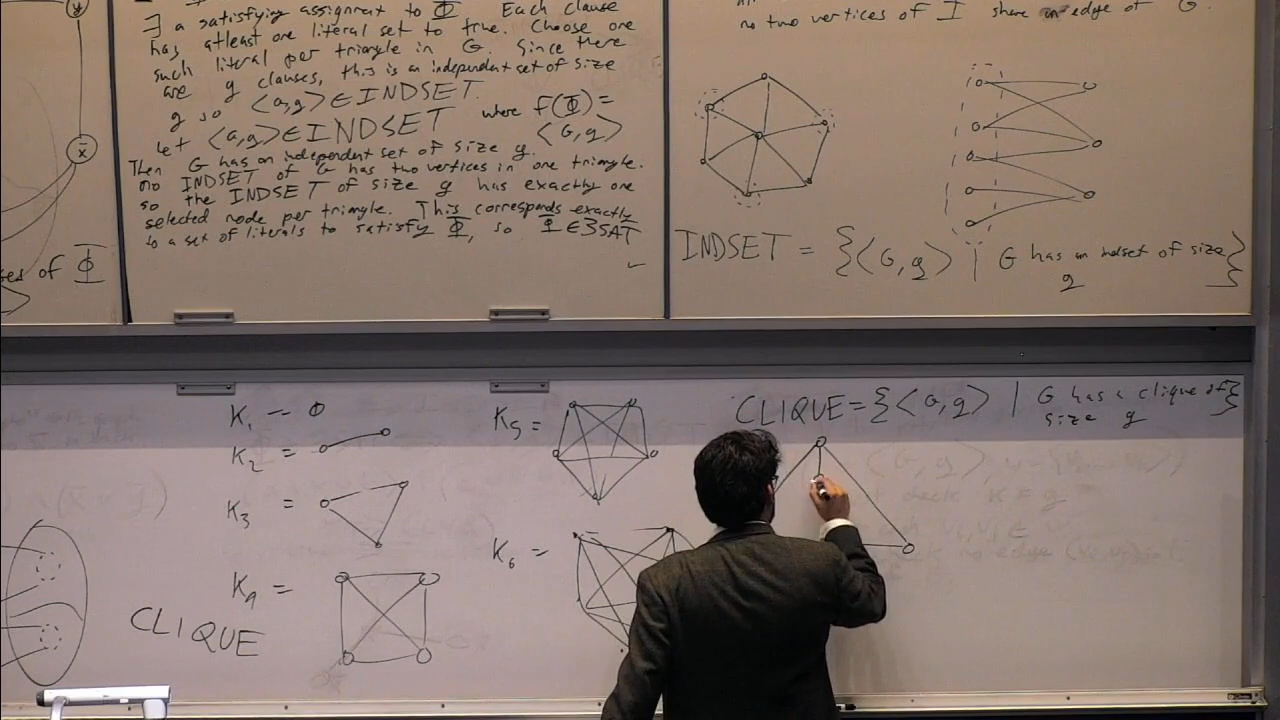 y
x̄
ses of Φ
∃ a satisfying assignment to Φ. Each clause
has atleast one literal set to true. Choose one
such literal per triangle in G. Since there
are g clauses, this is an independent set of size
g so <G,g> ∈ INDSET.
Let <G,g> ∈ INDSET where f(Φ) = <G,g>
Then G has an independent set of size g.
no INDSET of G has two vertices in one triangle.
so the INDSET of size g has exactly one
selected node per triangle. This corresponds exactly
to a set of literals to satisfy Φ, so Φ ∈ 3SAT
✓
no two vertices of I share an edge of G.
INDSET = {<G,g> | G has an indset of size g}
K₁ = 
K₂ =
K₃ =
K₄ =
CLIQUE
K₅ =
K₆ =
CLIQUE = {<G,g> | G has a clique of
size g}